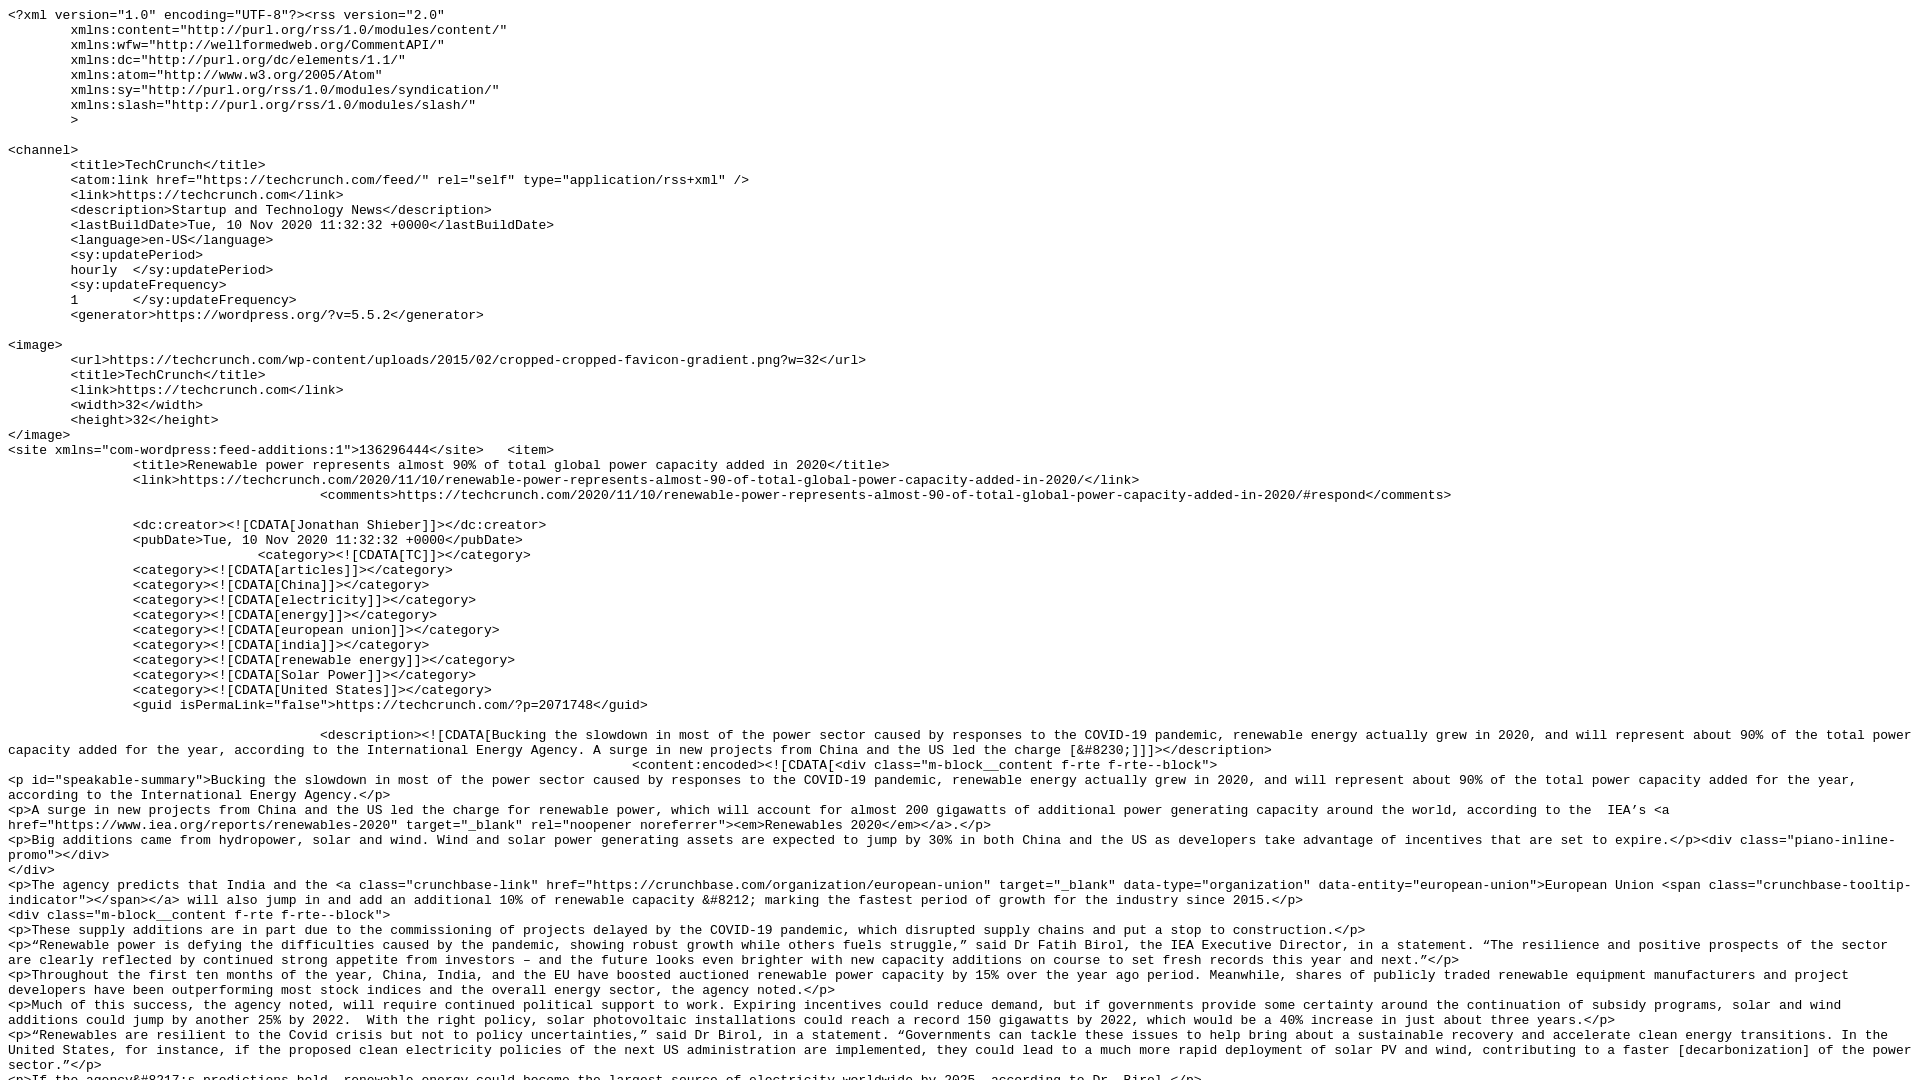 <?xml version="1.0" encoding="UTF-8"?><rss version="2.0"
xmlns:content="http://purl.org/rss/1.0/modules/content/"
xmlns:wfw="http://wellformedweb.org/CommentAPI/"
xmlns:dc="http://purl.org/dc/elements/1.1/"
xmlns:atom="http://www.w3.org/2005/Atom"
xmlns:sy="http://purl.org/rss/1.0/modules/syndication/"
xmlns:slash="http://purl.org/rss/1.0/modules/slash/"
>
<channel>
<title>TechCrunch</title>
<atom:link href="https://techcrunch.com/feed/" rel="self" type="application/rss+xml" />
<link>https://techcrunch.com</link>
<description>Startup and Technology News</description>
<lastBuildDate>Tue, 10 Nov 2020 11:32:32 +0000</lastBuildDate>
<language>en-US</language>
<sy:updatePeriod>
hourly  </sy:updatePeriod>
<sy:updateFrequency>
1       </sy:updateFrequency>
<generator>https://wordpress.org/?v=5.5.2</generator>
<image>
<url>https://techcrunch.com/wp-content/uploads/2015/02/cropped-cropped-favicon-gradient.png?w=32</url>
<title>TechCrunch</title>
<link>https://techcrunch.com</link>
<width>32</width>
<height>32</height>
</image>
<site xmlns="com-wordpress:feed-additions:1">136296444</site>   <item>
<title>Renewable power represents almost 90% of total global power capacity added in 2020</title>
<link>https://techcrunch.com/2020/11/10/renewable-power-represents-almost-90-of-total-global-power-capacity-added-in-2020/</link>
<comments>https://techcrunch.com/2020/11/10/renewable-power-represents-almost-90-of-total-global-power-capacity-added-in-2020/#respond</comments>
<dc:creator><![CDATA[Jonathan Shieber]]></dc:creator>
<pubDate>Tue, 10 Nov 2020 11:32:32 +0000</pubDate>
<category><![CDATA[TC]]></category>
<category><![CDATA[articles]]></category>
<category><![CDATA[China]]></category>
<category><![CDATA[electricity]]></category>
<category><![CDATA[energy]]></category>
<category><![CDATA[european union]]></category>
<category><![CDATA[india]]></category>
<category><![CDATA[renewable energy]]></category>
<category><![CDATA[Solar Power]]></category>
<category><![CDATA[United States]]></category>
<guid isPermaLink="false">https://techcrunch.com/?p=2071748</guid>
<description><![CDATA[Bucking the slowdown in most of the power sector caused by responses to the COVID-19 pandemic, renewable energy actually grew in 2020, and will represent about 90% of the total power
capacity added for the year, according to the International Energy Agency. A surge in new projects from China and the US led the charge [&#8230;]]]></description>
<content:encoded><![CDATA[<div class="m-block__content f-rte f-rte--block">
<p id="speakable-summary">Bucking the slowdown in most of the power sector caused by responses to the COVID-19 pandemic, renewable energy actually grew in 2020, and will represent about 90% of the total power capacity added for the year,
according to the International Energy Agency.</p>
<p>A surge in new projects from China and the US led the charge for renewable power, which will account for almost 200 gigawatts of additional power generating capacity around the world, according to the  IEA’s <a
href="https://www.iea.org/reports/renewables-2020" target="_blank" rel="noopener noreferrer"><em>Renewables 2020</em></a>.</p>
<p>Big additions came from hydropower, solar and wind. Wind and solar power generating assets are expected to jump by 30% in both China and the US as developers take advantage of incentives that are set to expire.</p><div class="piano-inline-
promo"></div>
</div>
<p>The agency predicts that India and the <a class="crunchbase-link" href="https://crunchbase.com/organization/european-union" target="_blank" data-type="organization" data-entity="european-union">European Union <span class="crunchbase-tooltip-
indicator"></span></a> will also jump in and add an additional 10% of renewable capacity &#8212; marking the fastest period of growth for the industry since 2015.</p>
<div class="m-block__content f-rte f-rte--block">
<p>These supply additions are in part due to the commissioning of projects delayed by the COVID-19 pandemic, which disrupted supply chains and put a stop to construction.</p>
<p>“Renewable power is defying the difficulties caused by the pandemic, showing robust growth while others fuels struggle,” said Dr Fatih Birol, the IEA Executive Director, in a statement. “The resilience and positive prospects of the sector
are clearly reflected by continued strong appetite from investors – and the future looks even brighter with new capacity additions on course to set fresh records this year and next.”</p>
<p>Throughout the first ten months of the year, China, India, and the EU have boosted auctioned renewable power capacity by 15% over the year ago period. Meanwhile, shares of publicly traded renewable equipment manufacturers and project
developers have been outperforming most stock indices and the overall energy sector, the agency noted.</p>
<p>Much of this success, the agency noted, will require continued political support to work. Expiring incentives could reduce demand, but if governments provide some certainty around the continuation of subsidy programs, solar and wind
additions could jump by another 25% by 2022.  With the right policy, solar photovoltaic installations could reach a record 150 gigawatts by 2022, which would be a 40% increase in just about three years.</p>
<p>“Renewables are resilient to the Covid crisis but not to policy uncertainties,” said Dr Birol, in a statement. “Governments can tackle these issues to help bring about a sustainable recovery and accelerate clean energy transitions. In the
United States, for instance, if the proposed clean electricity policies of the next US administration are implemented, they could lead to a much more rapid deployment of solar PV and wind, contributing to a faster [decarbonization] of the power
sector.”</p>
<p>If the agency&#8217;s predictions hold, renewable energy could become the largest source of electricity worldwide by 2025, according to Dr. Birol.</p>